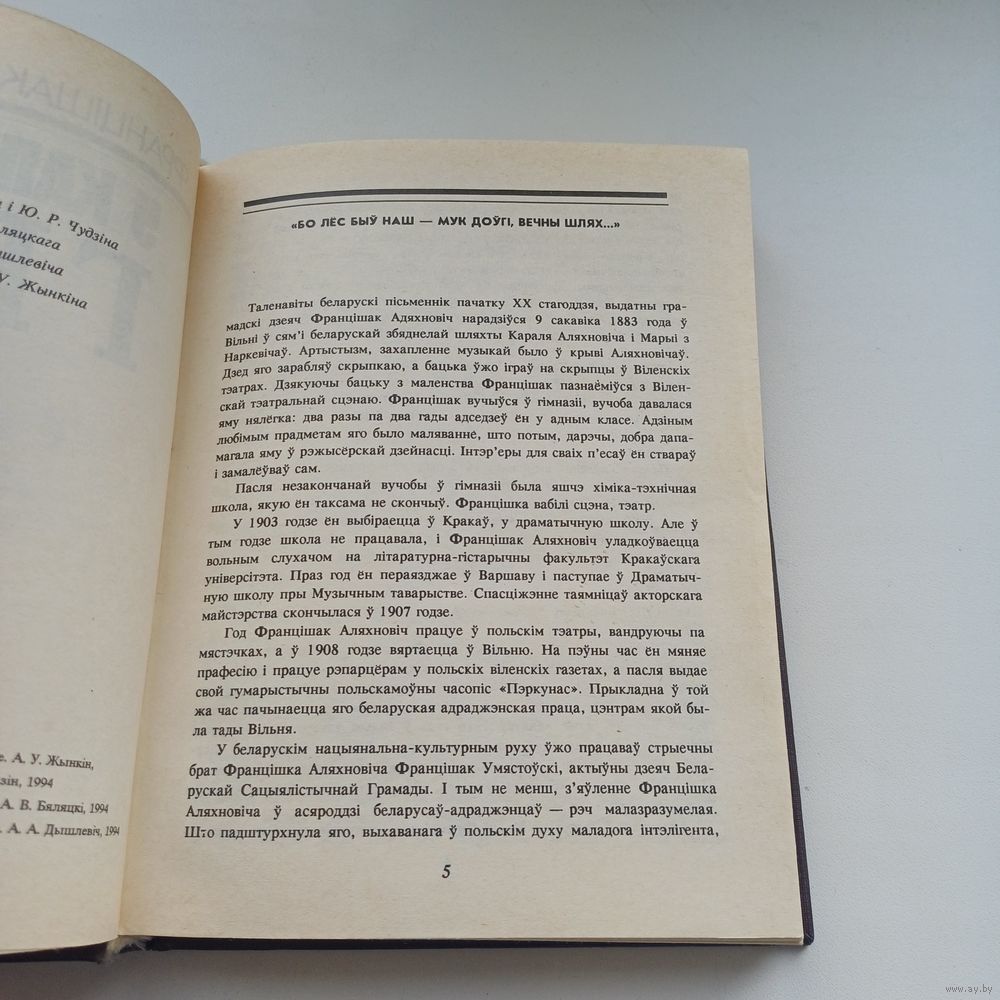 ФРАНЦІШАК
і Ю. Р. Чудзіна
ляцкага
шлевіча
У. Жынкіна
е. А. У. Жынкін,
зін, 1994
А. В. Бяляцкі, 1994
А. А. Дышлевіч, 1994
«БО ЛЁС БЫЎ НАШ — МУК ДОЎГІ, ВЕЧНЫ ШЛЯХ...»
Таленавіты беларускі пісьменнік пачатку XX стагоддзя, выдатны гра-
мадскі дзеяч Францішак Адяхновіч нарадзіўся 9 сакавіка 1883 года ў
Вільні ў сям'і беларускай збяднелай шляхты Караля Аляхновіча і Марыі з
Наркевічаў. Артыстызм, захапленне музыкай было ў крыві Аляхновічаў.
Дзед яго зарабляў скрыпкаю, а бацька ўжо іграў на скрыпцы ў Віленскіх
тэатрах. Дзякуючы бацьку з маленства Францішак пазнаёміўся з Вілен-
скай тэатральнай сцэнаю. Францішак вучыўся ў гімназіі, вучоба давалася
яму нялёгка: два разы па два гады адседзеў ён у адным класе. Адзіным
любімым прадметам яго было маляванне, што потым, дарэчы, добра дапа-
магала яму ў рэжысёрскай дзейнасці. Інтэр'еры для сваіх п'есаў ён ствараў
і замалёўваў сам.
Пасля незакончанай вучобы ў гімназіі была яшчэ хіміка-тэхнічная
школа, якую ён таксама не скончыў. Францішка вабілі сцэна, тэатр.
У 1903 годзе ён выбіраецца ў Кракаў, у драматычную школу. Але ў
тым годзе школа не працавала, і Францішак Аляхновіч уладкоўваецца
вольным слухачом на літаратурна-гістарычны факультэт Кракаўскага
універсітэта. Праз год ён пераязджае ў Варшаву і паступае ў Драматыч-
ную школу пры Музычным таварыстве. Спасціжэнне таямніцаў акторскага
майстэрства скончылася ў 1907 годзе.
Год Францішак Аляхновіч працуе ў польскім тэатры, вандруючы па
мястэчках, а ў 1908 годзе вяртаецца ў Вільню. На пэўны час ён мяняе
прафесію і працуе рэпарцёрам у польскіх віленскіх газетах, а пасля выдае
свой гумарыстычны польскамоўны часопіс «Пэркунас». Прыкладна ў той
жа час пачынаецца яго беларуская адраджэнская праца, цэнтрам якой бы-
ла тады Вільня.
У беларускім нацыянальна-культурным руху ўжо працаваў стрыечны
брат Францішка Аляхновіча Францішак Умястоўскі, актыўны дзеяч Бела-
рускай Сацыялістычнай Грамады. І тым не менш, з'яўленне Францішка
Аляхновіча ў асяроддзі беларусаў-адраджэнцаў — рэч малазразумелая.
Што падштурхнула яго, выхаванага ў польскім духу маладога інтэлігента,
5
www.ay.by